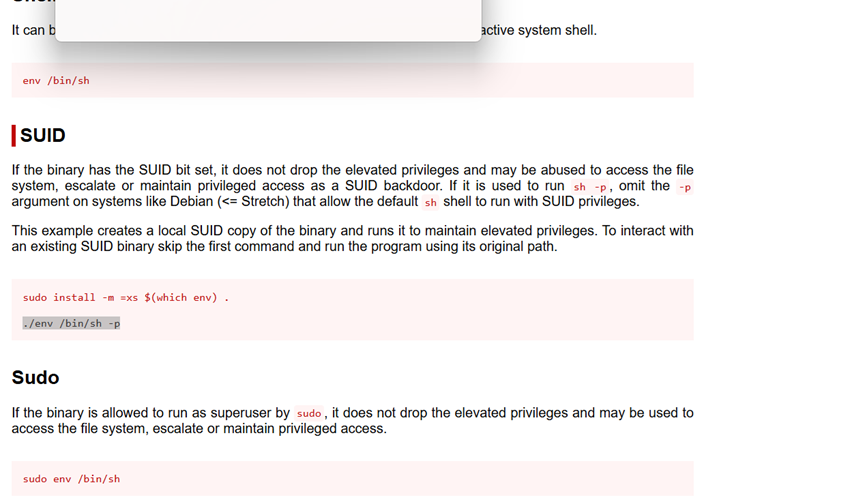 It can b
active system shell.
env /bin/sh
SUID
If the binary has the SUID bit set, it does not drop the elevated privileges and may be abused to access the file
system, escalate or maintain privileged access as a SUID backdoor. If it is used to run sh -p, omit the -p
argument on systems like Debian (<= Stretch) that allow the default sh shell to run with SUID privileges.
This example creates a local SUID copy of the binary and runs it to maintain elevated privileges. To interact with
an existing SUID binary skip the first command and run the program using its original path.
sudo install -m =xs $(which env) .
./env /bin/sh -p
Sudo
If the binary is allowed to run as superuser by sudo, it does not drop the elevated privileges and may be used to
access the file system, escalate or maintain privileged access.
sudo env /bin/sh